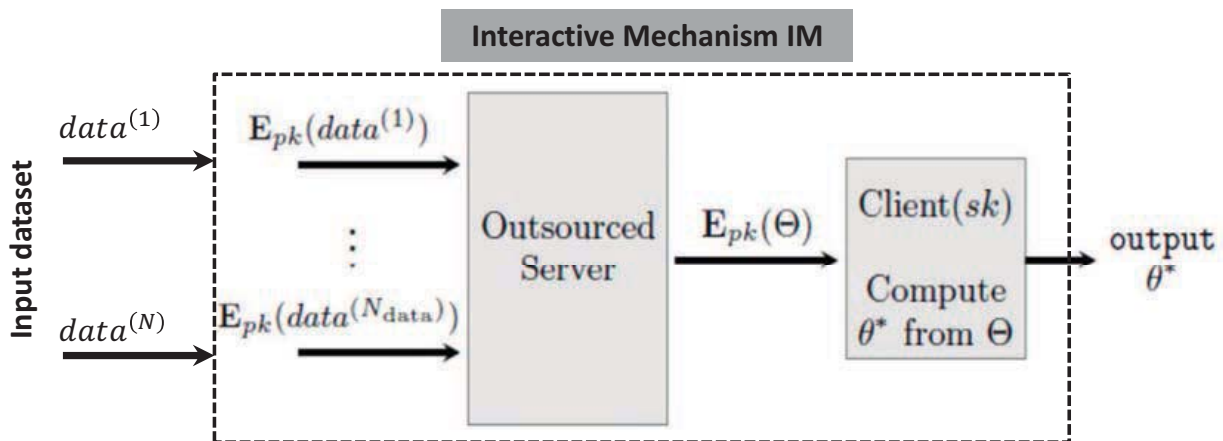 Interactive Mechanism IM
Input dataset
data^(1)
data^(N)
E_pk(data^(1))
⋮
E_pk(data^(N_data))
Outsourced
Server
E_pk(Θ)
Client(sk)
Compute
θ* from Θ
output
θ*